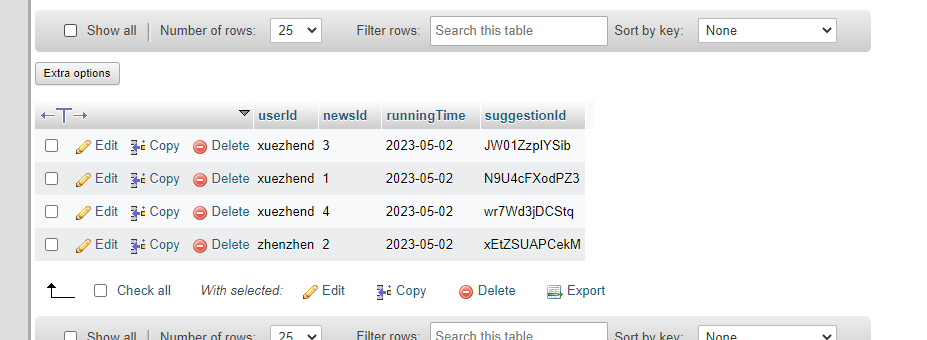 Show all Number of rows: 25 Filter rows: Search this table Sort by key: None
Extra options
userId newsId runningTime suggestionId
Edit Copy Delete xuezhend 3 2023-05-02 JW01ZzplYSib
Edit Copy Delete xuezhend 1 2023-05-02 N9U4cFXodPZ3
Edit Copy Delete xuezhend 4 2023-05-02 wr7Wd3jDCStq
Edit Copy Delete zhenzhen 2 2023-05-02 xEtZSUAPCekM
Check all With selected: Edit Copy Delete Export
Show all Number of rows: 25 Filter rows: Search this table Sort by key: None